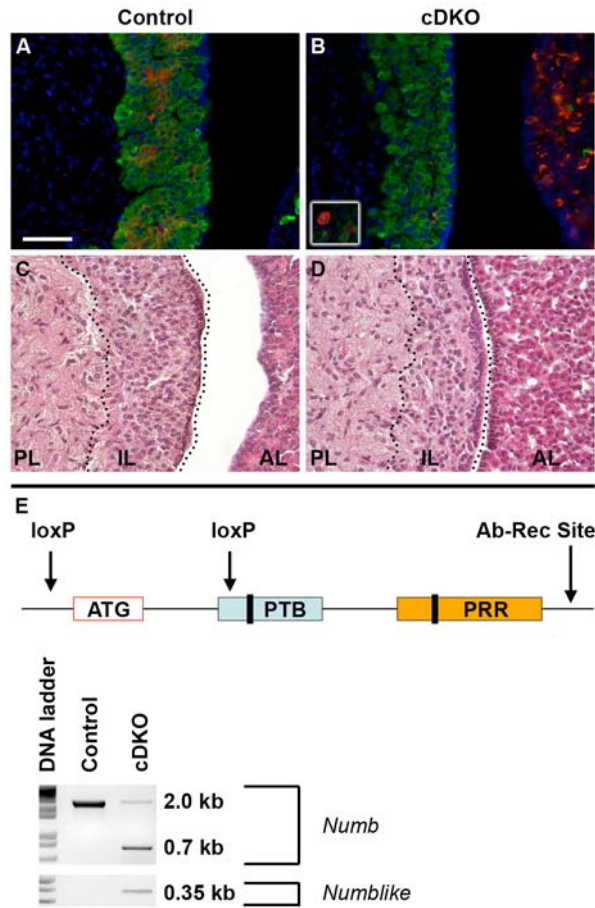 Control cDKO
A B
C D
PL IL AL PL IL AL
E
loxP loxP Ab-Rec Site
ATG PTB PRR
DNA ladder
Control
cDKO
2.0 kb
0.7 kb
Numb
0.35 kb
Numblike